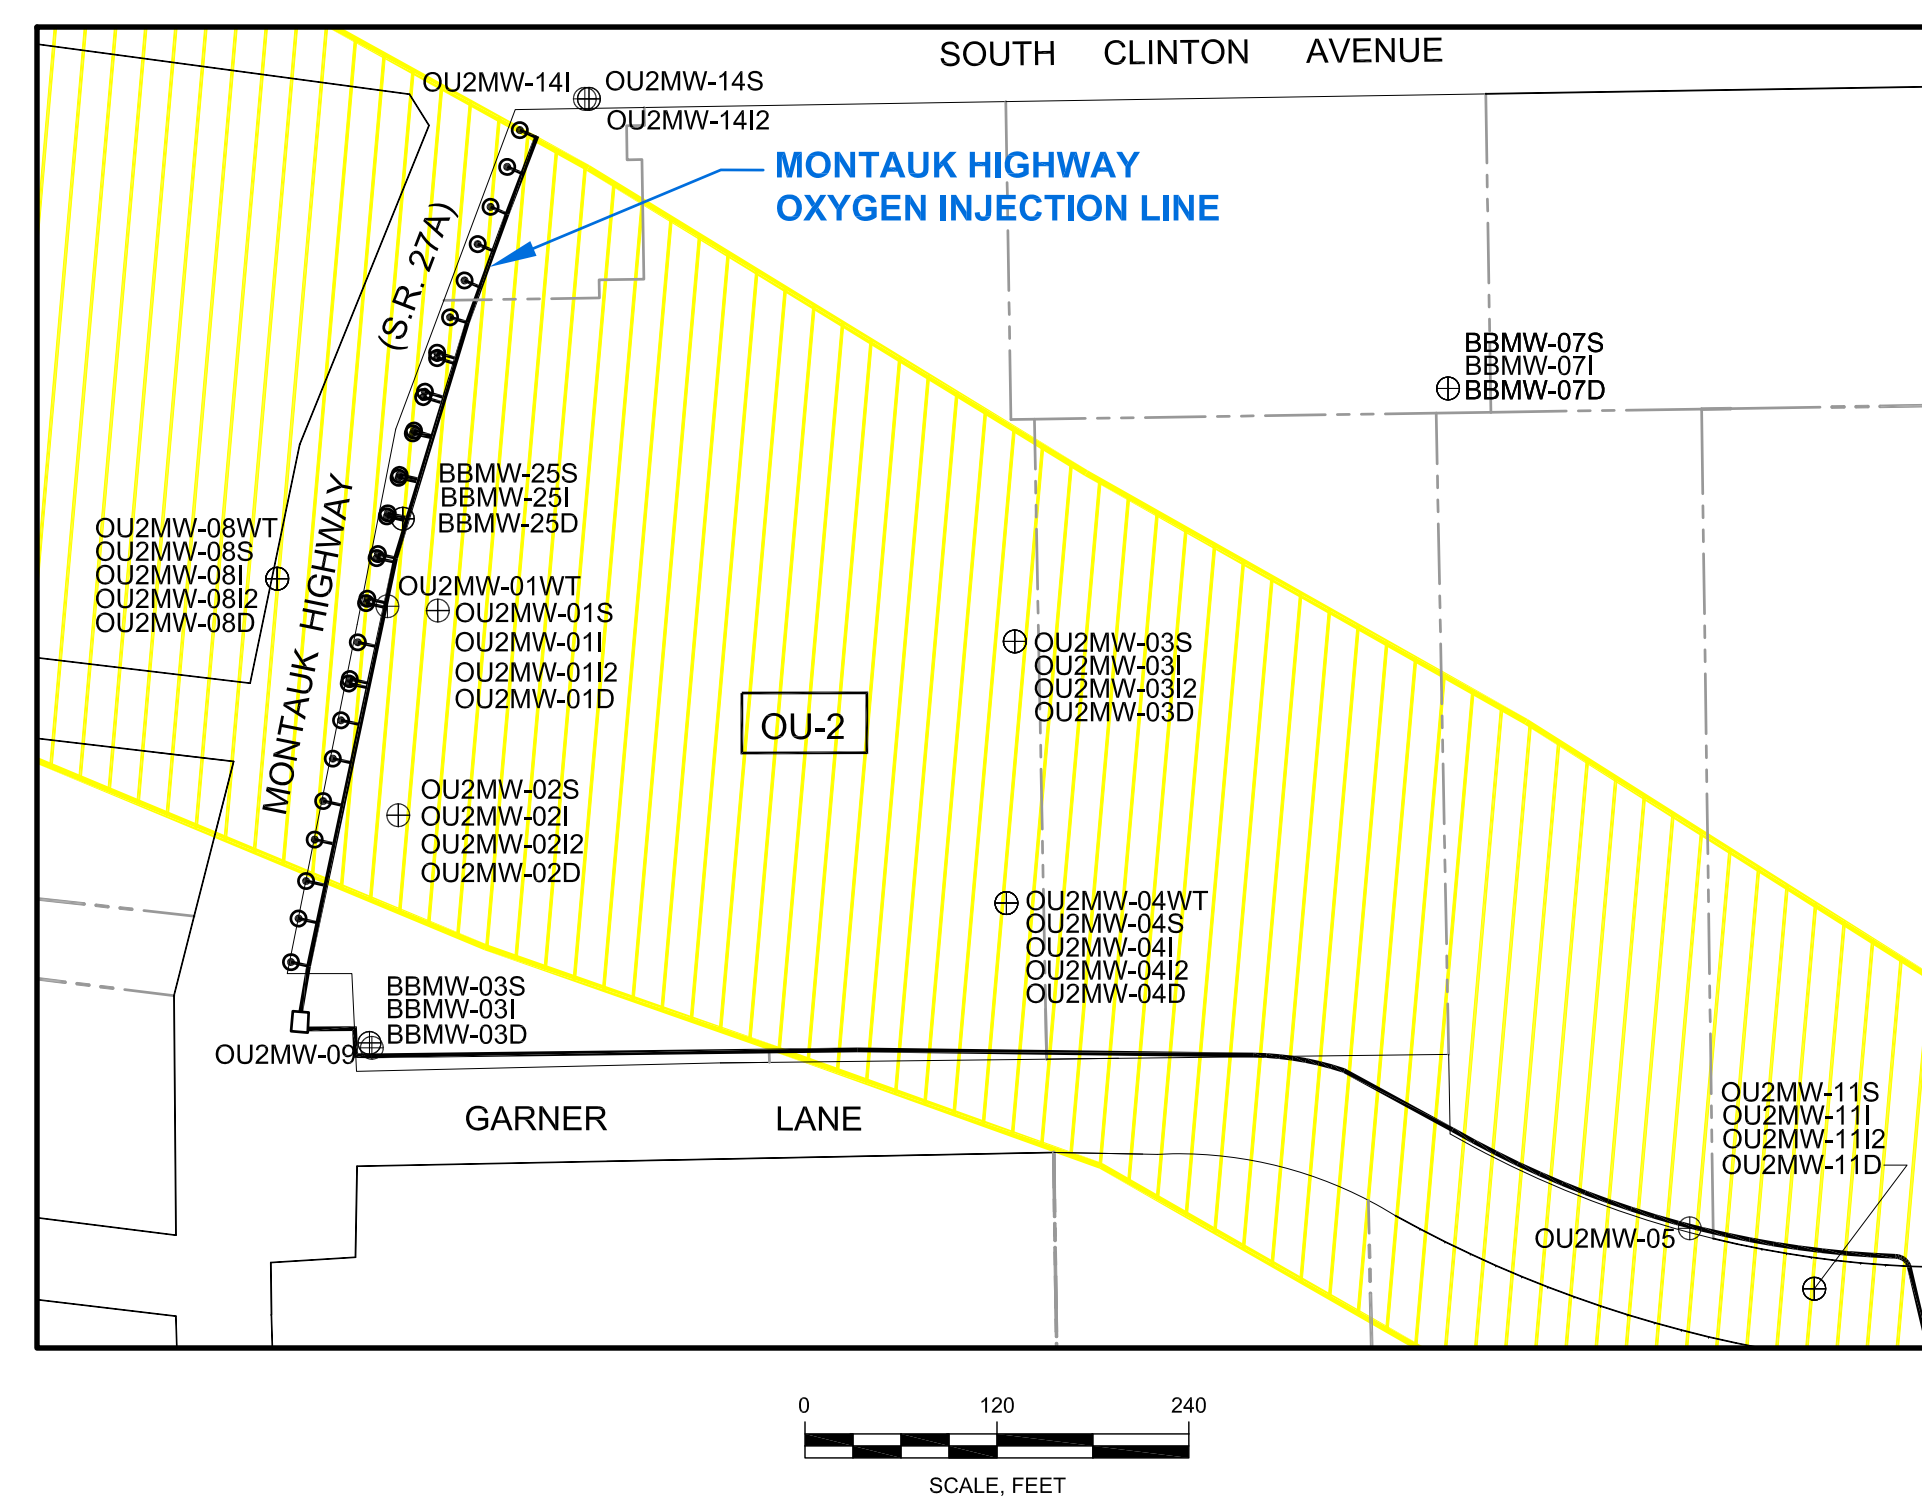 SOUTH CLINTON AVENUE
OU2MW-14I
OU2MW-14S
OU2MW-14I2
MONTAUK HIGHWAY
OXYGEN INJECTION LINE
(S.R. 27A)
MONTAUK HIGHWAY
BBMW-07S
BBMW-07I
BBMW-07D
BBMW-25S
BBMW-25I
BBMW-25D
OU2MW-08WT
OU2MW-08S
OU2MW-08I
OU2MW-08I2
OU2MW-08D
OU2MW-01WT
OU2MW-01S
OU2MW-01I
OU2MW-01I2
OU2MW-01D
OU2MW-03S
OU2MW-03I
OU2MW-03I2
OU2MW-03D
OU-2
OU2MW-02S
OU2MW-02I
OU2MW-02I2
OU2MW-02D
OU2MW-04WT
OU2MW-04S
OU2MW-04I
OU2MW-04I2
OU2MW-04D
BBMW-03S
BBMW-03I
BBMW-03D
OU2MW-09
GARNER LANE
OU2MW-11S
OU2MW-11I
OU2MW-11I2
OU2MW-11D
OU2MW-05
0 120 240
SCALE, FEET